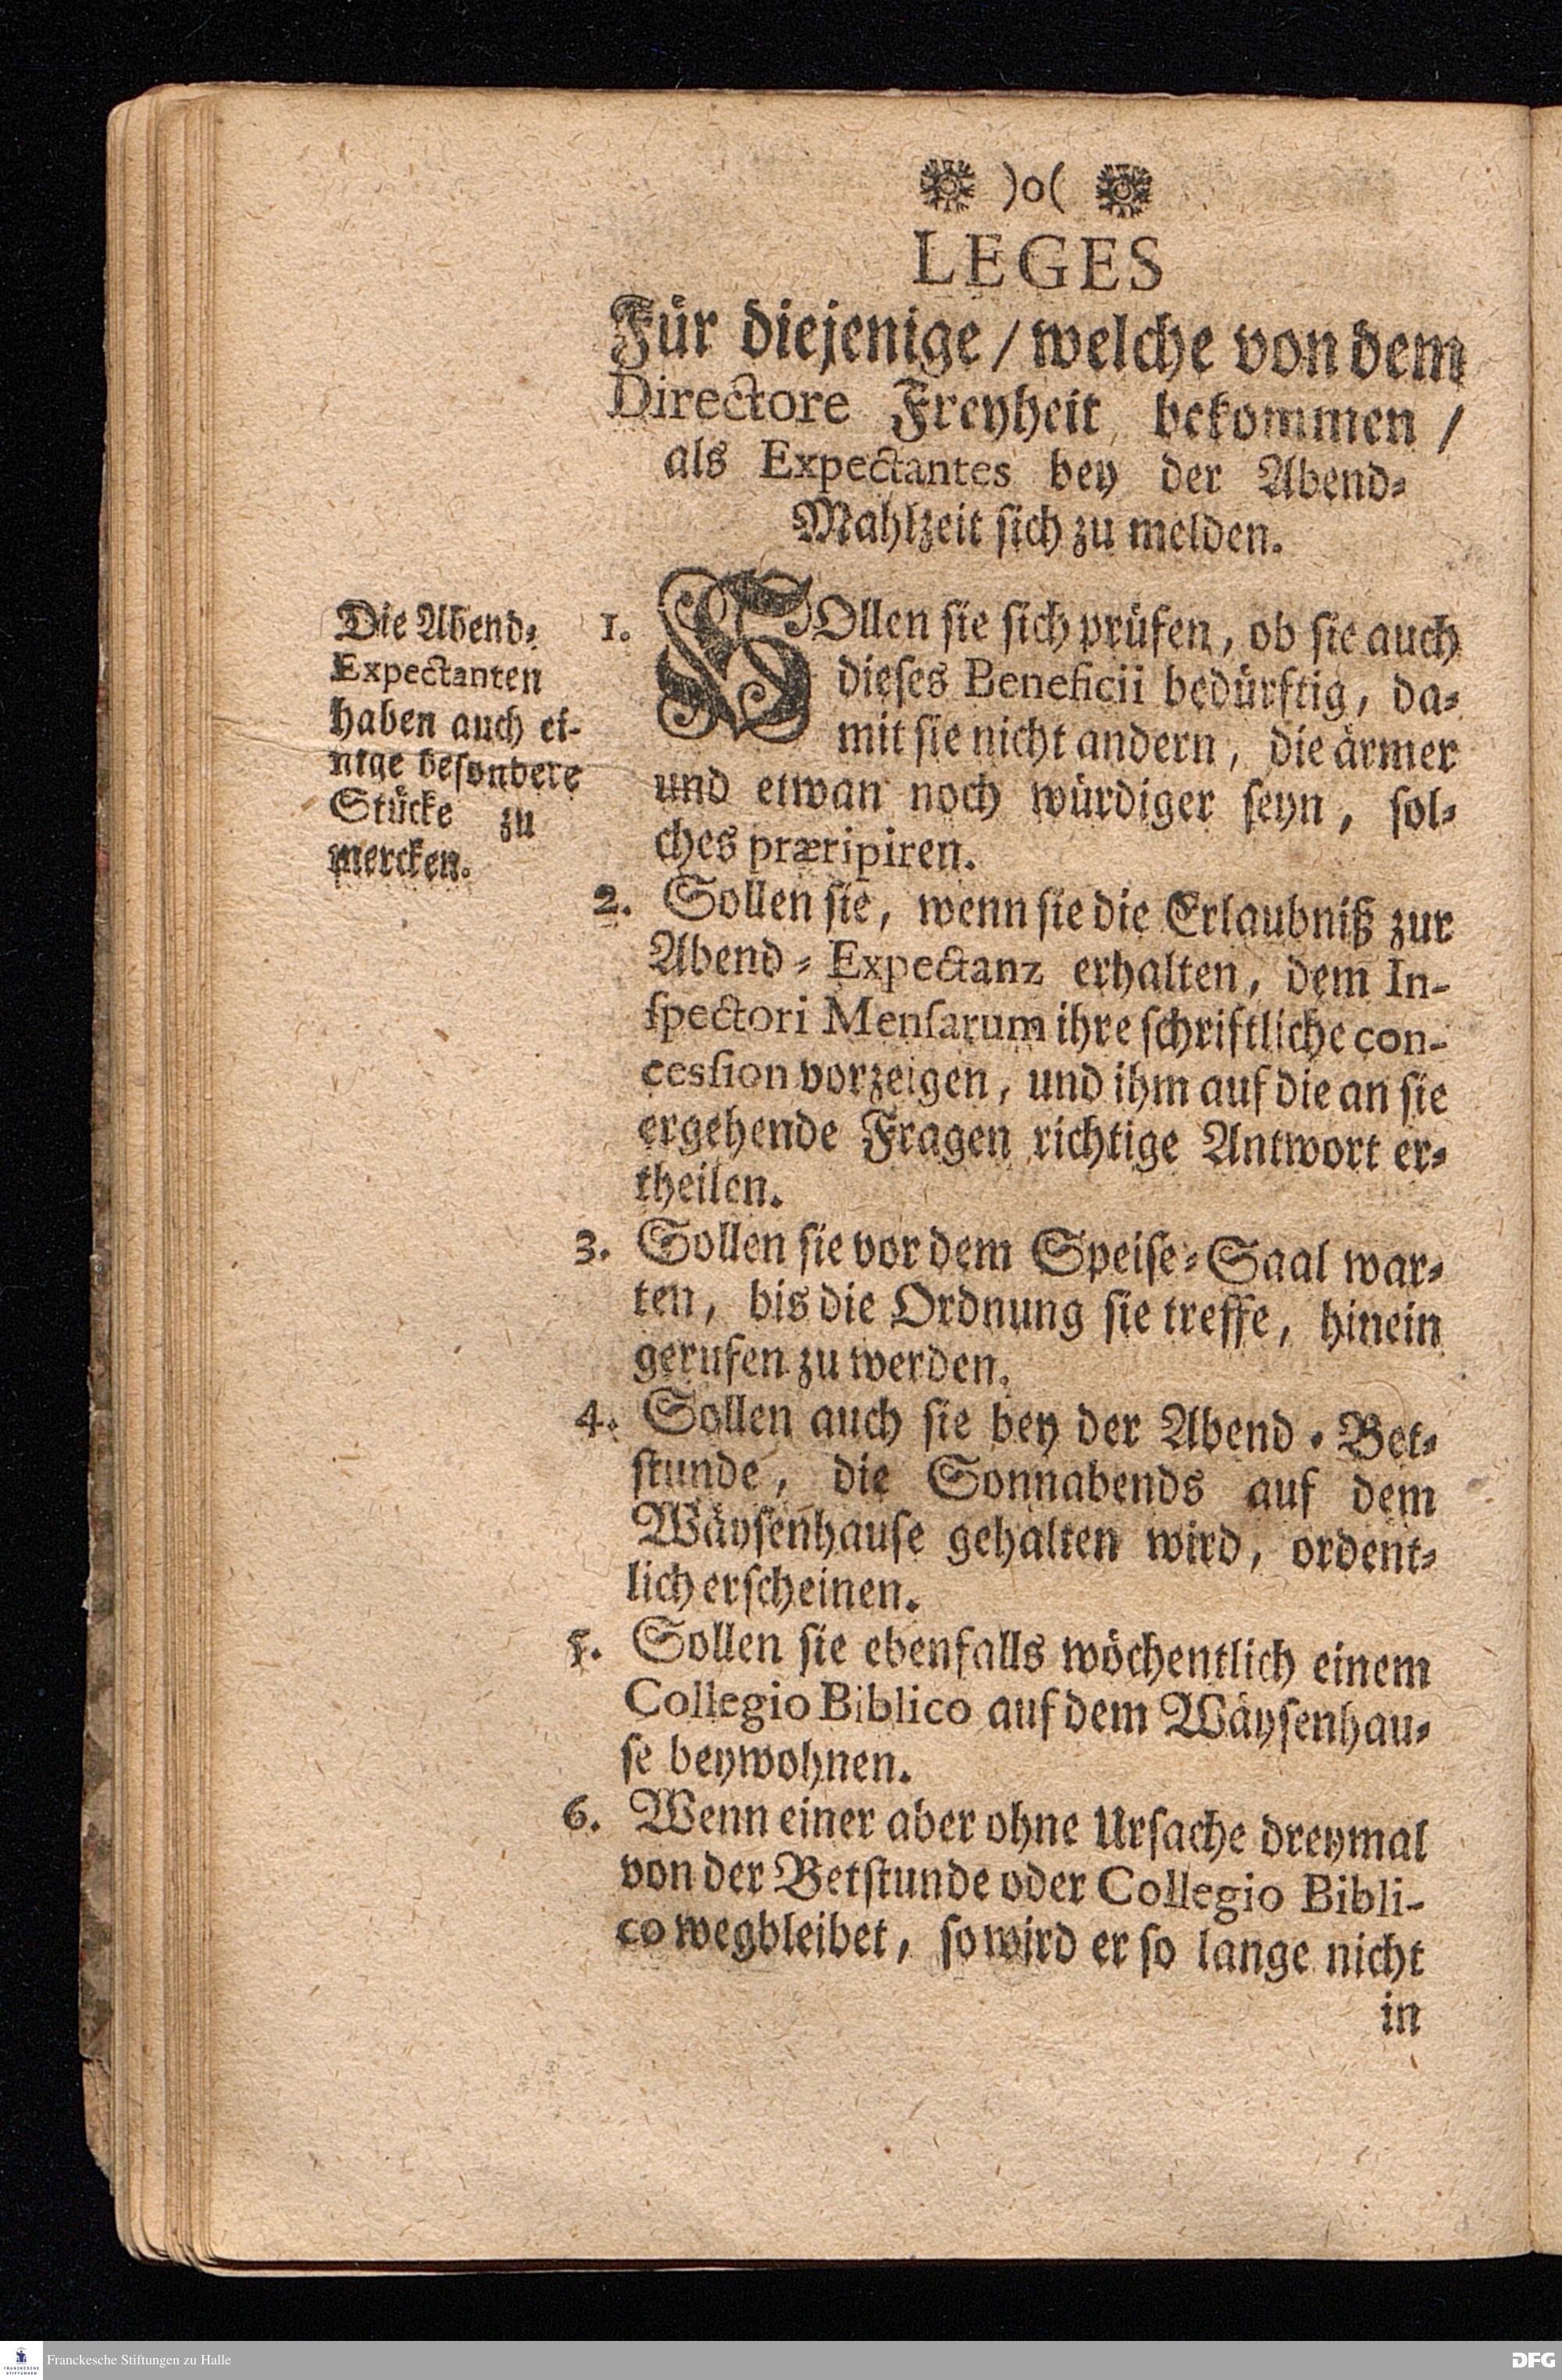 )o(
LEGES
Für diejenige / welche von dem
Directore Freyheit bekommen /
als Expectantes bey der Abend-
Mahlzeit sich zu melden.
Die Abend-
Expectanten
haben auch ei-
nige besondere
Stücke zu
mercken.
1. SOllen sie sich prüfen, ob sie auch
dieses Beneficii bedürftig, da-
mit sie nicht andern, die ärmer
und etwan noch würdiger seyn, sol-
ches præripiren.
2. Sollen sie, wenn sie die Erlaubniß zur
Abend-Expectanz erhalten, dem In-
spectori Mensarum ihre schriftliche con-
cession vorzeigen, und ihm auf die an sie
ergehende Fragen richtige Antwort er-
theilen.
3. Sollen sie vor dem Speise-Saal war-
ten, bis die Ordnung sie treffe, hinein
gerufen zu werden.
4. Sollen auch sie bey der Abend-Bet-
stunde, die Sonnabends auf dem
Wäysenhause gehalten wird, ordent-
lich erscheinen.
5. Sollen sie ebenfalls wöchentlich einem
Collegio Biblico auf dem Wäysenhau-
se beywohnen.
6. Wenn einer aber ohne Ursache dreymal
von der Betstunde oder Collegio Bibli-
co wegbleibet, so wird er so lange nicht
in
FRANCKESCHE STIFTUNGEN
Franckesche Stiftungen zu Halle
DFG